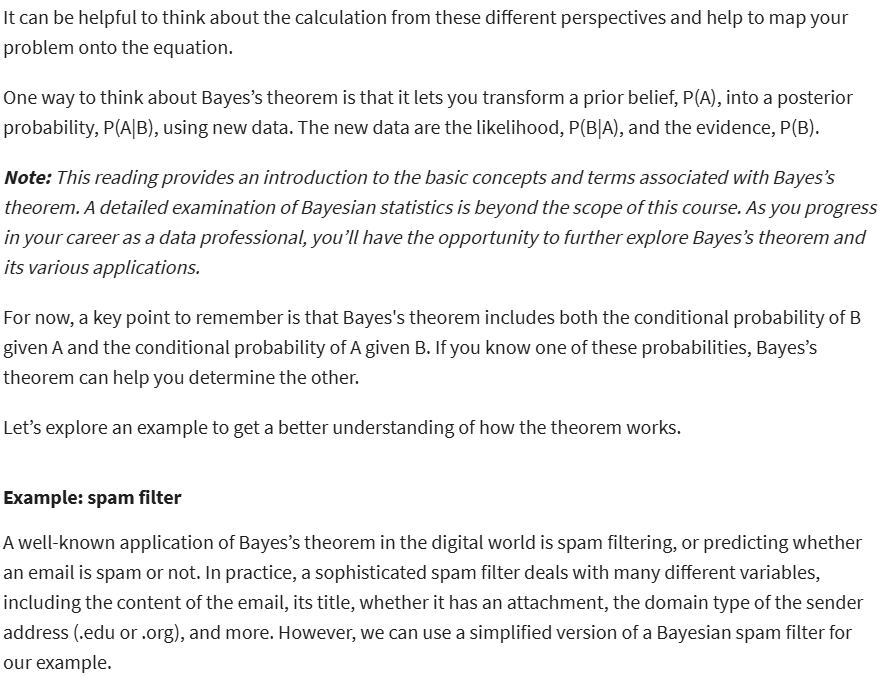 It can be helpful to think about the calculation from these different perspectives and help to map your
problem onto the equation.
One way to think about Bayes’s theorem is that it lets you transform a prior belief, P(A), into a posterior
probability, P(A|B), using new data. The new data are the likelihood, P(B|A), and the evidence, P(B).
Note: This reading provides an introduction to the basic concepts and terms associated with Bayes’s
theorem. A detailed examination of Bayesian statistics is beyond the scope of this course. As you progress
in your career as a data professional, you’ll have the opportunity to further explore Bayes’s theorem and
its various applications.
For now, a key point to remember is that Bayes's theorem includes both the conditional probability of B
given A and the conditional probability of A given B. If you know one of these probabilities, Bayes’s
theorem can help you determine the other.
Let’s explore an example to get a better understanding of how the theorem works.
Example: spam filter
A well-known application of Bayes’s theorem in the digital world is spam filtering, or predicting whether
an email is spam or not. In practice, a sophisticated spam filter deals with many different variables,
including the content of the email, its title, whether it has an attachment, the domain type of the sender
address (.edu or .org), and more. However, we can use a simplified version of a Bayesian spam filter for
our example.